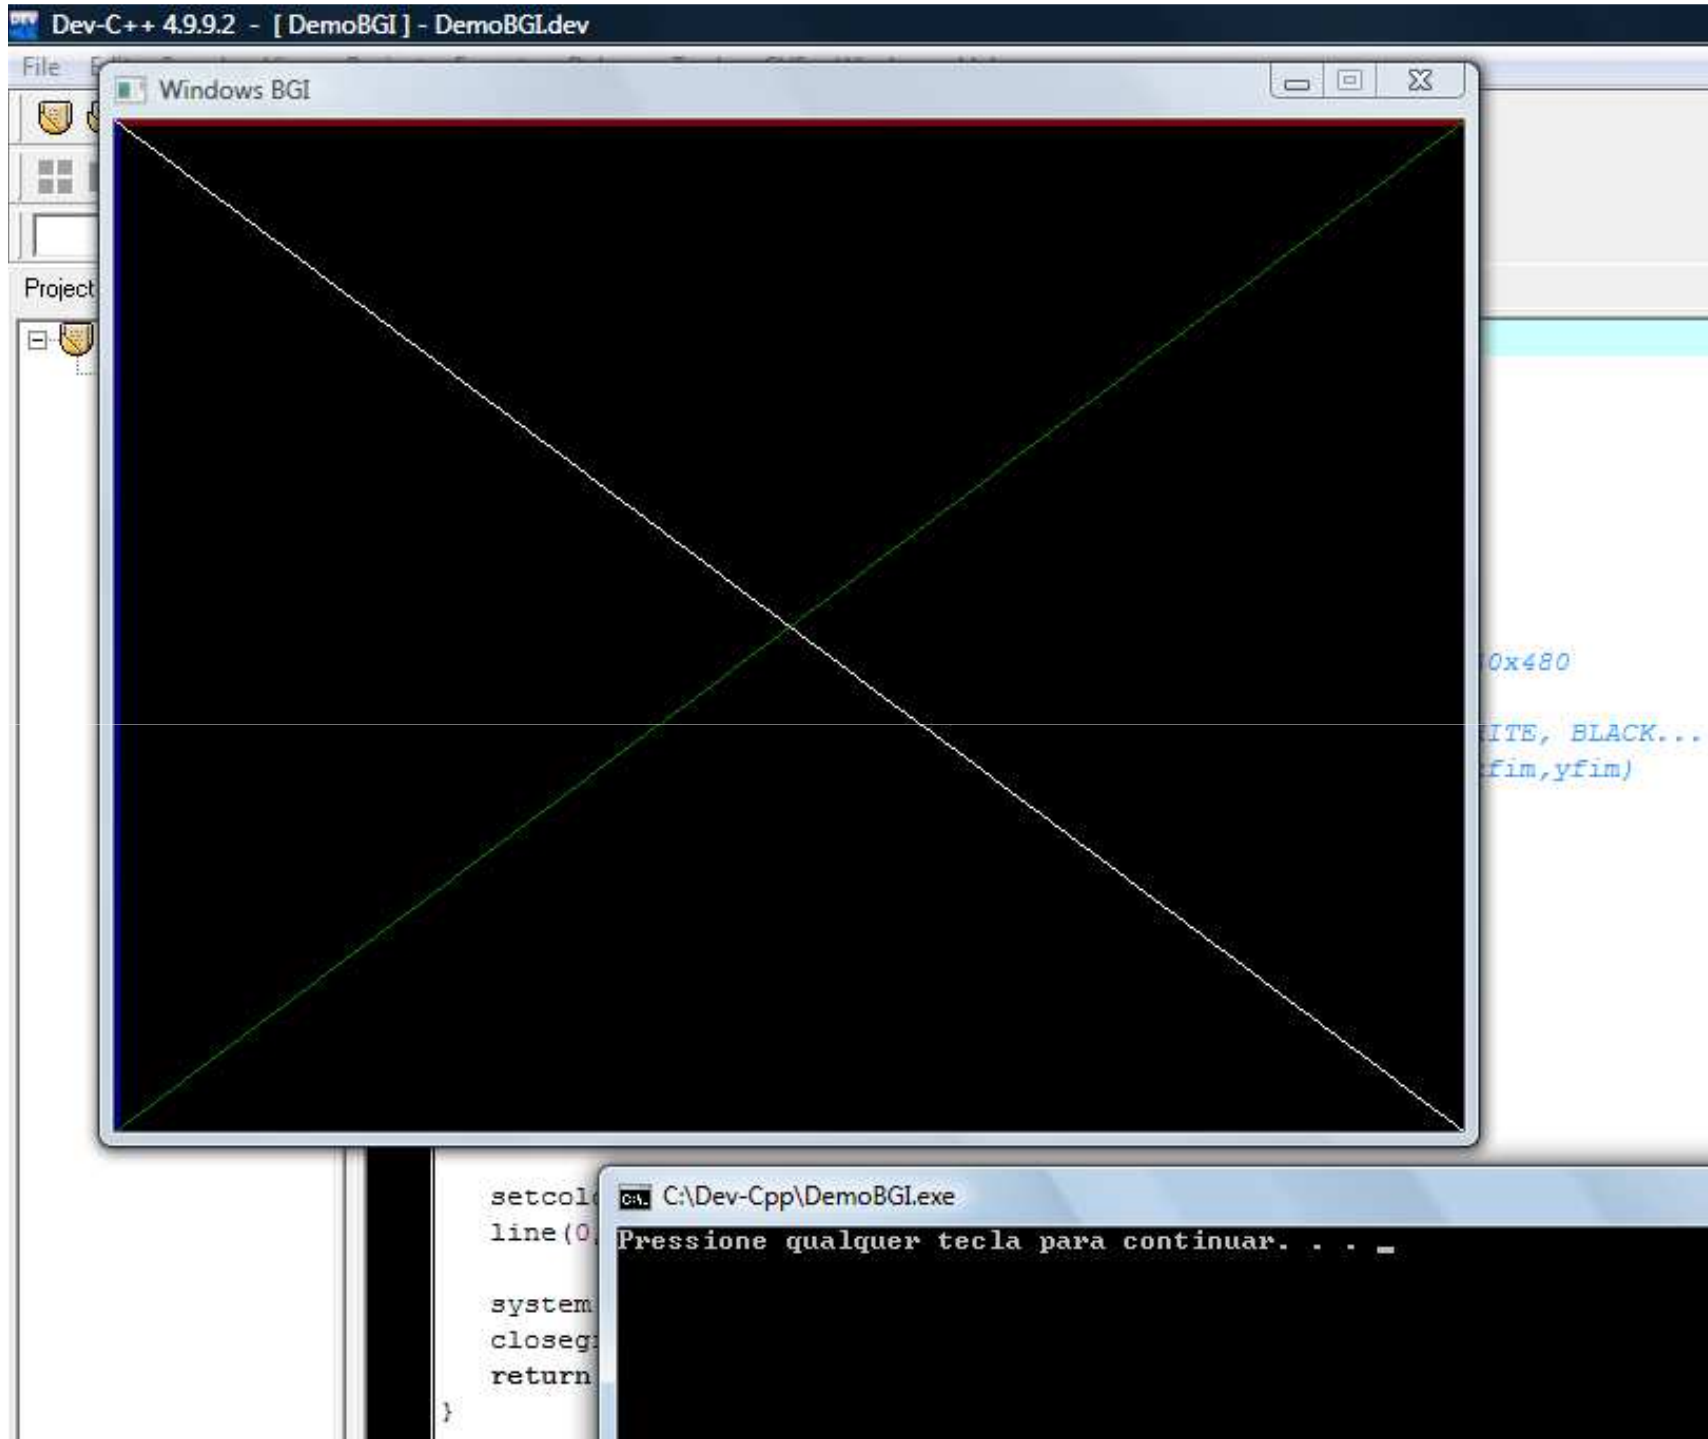 Dev-C++ 4.9.9.2 - [ DemoBGI ] - DemoBGI.dev
File
Windows BGI
Project
0x480
ITE, BLACK...
fim,yfim)
setcol
line(0,
system
closeg
return
}
C:\Dev-Cpp\DemoBGI.exe
Pressione qualquer tecla para continuar. . . _